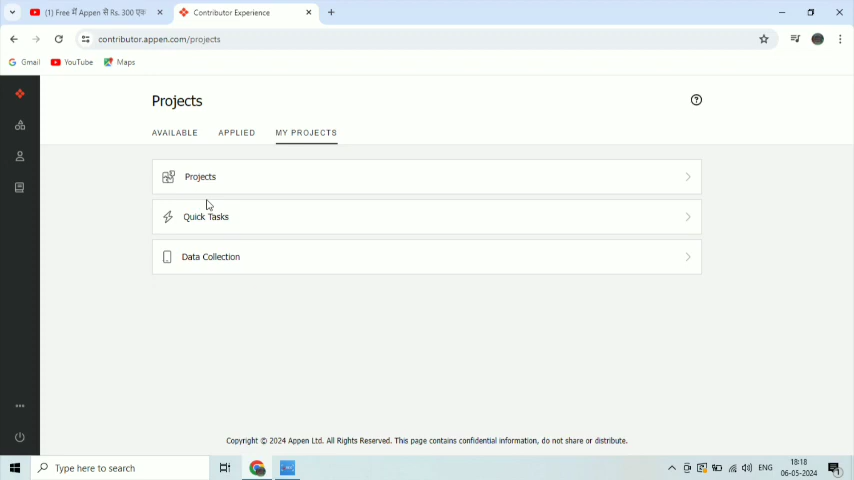 (1) Free में Appen से Rs. 300 एक
Contributor Experience
contributor.appen.com/projects
Gmail
YouTube
Maps
Projects
AVAILABLE
APPLIED
MY PROJECTS
Projects
Quick Tasks
Data Collection
Copyright © 2024 Appen Ltd. All Rights Reserved. This page contains confidential information, do not share or distribute.
Type here to search
ENG
18:18
06-05-2024
1